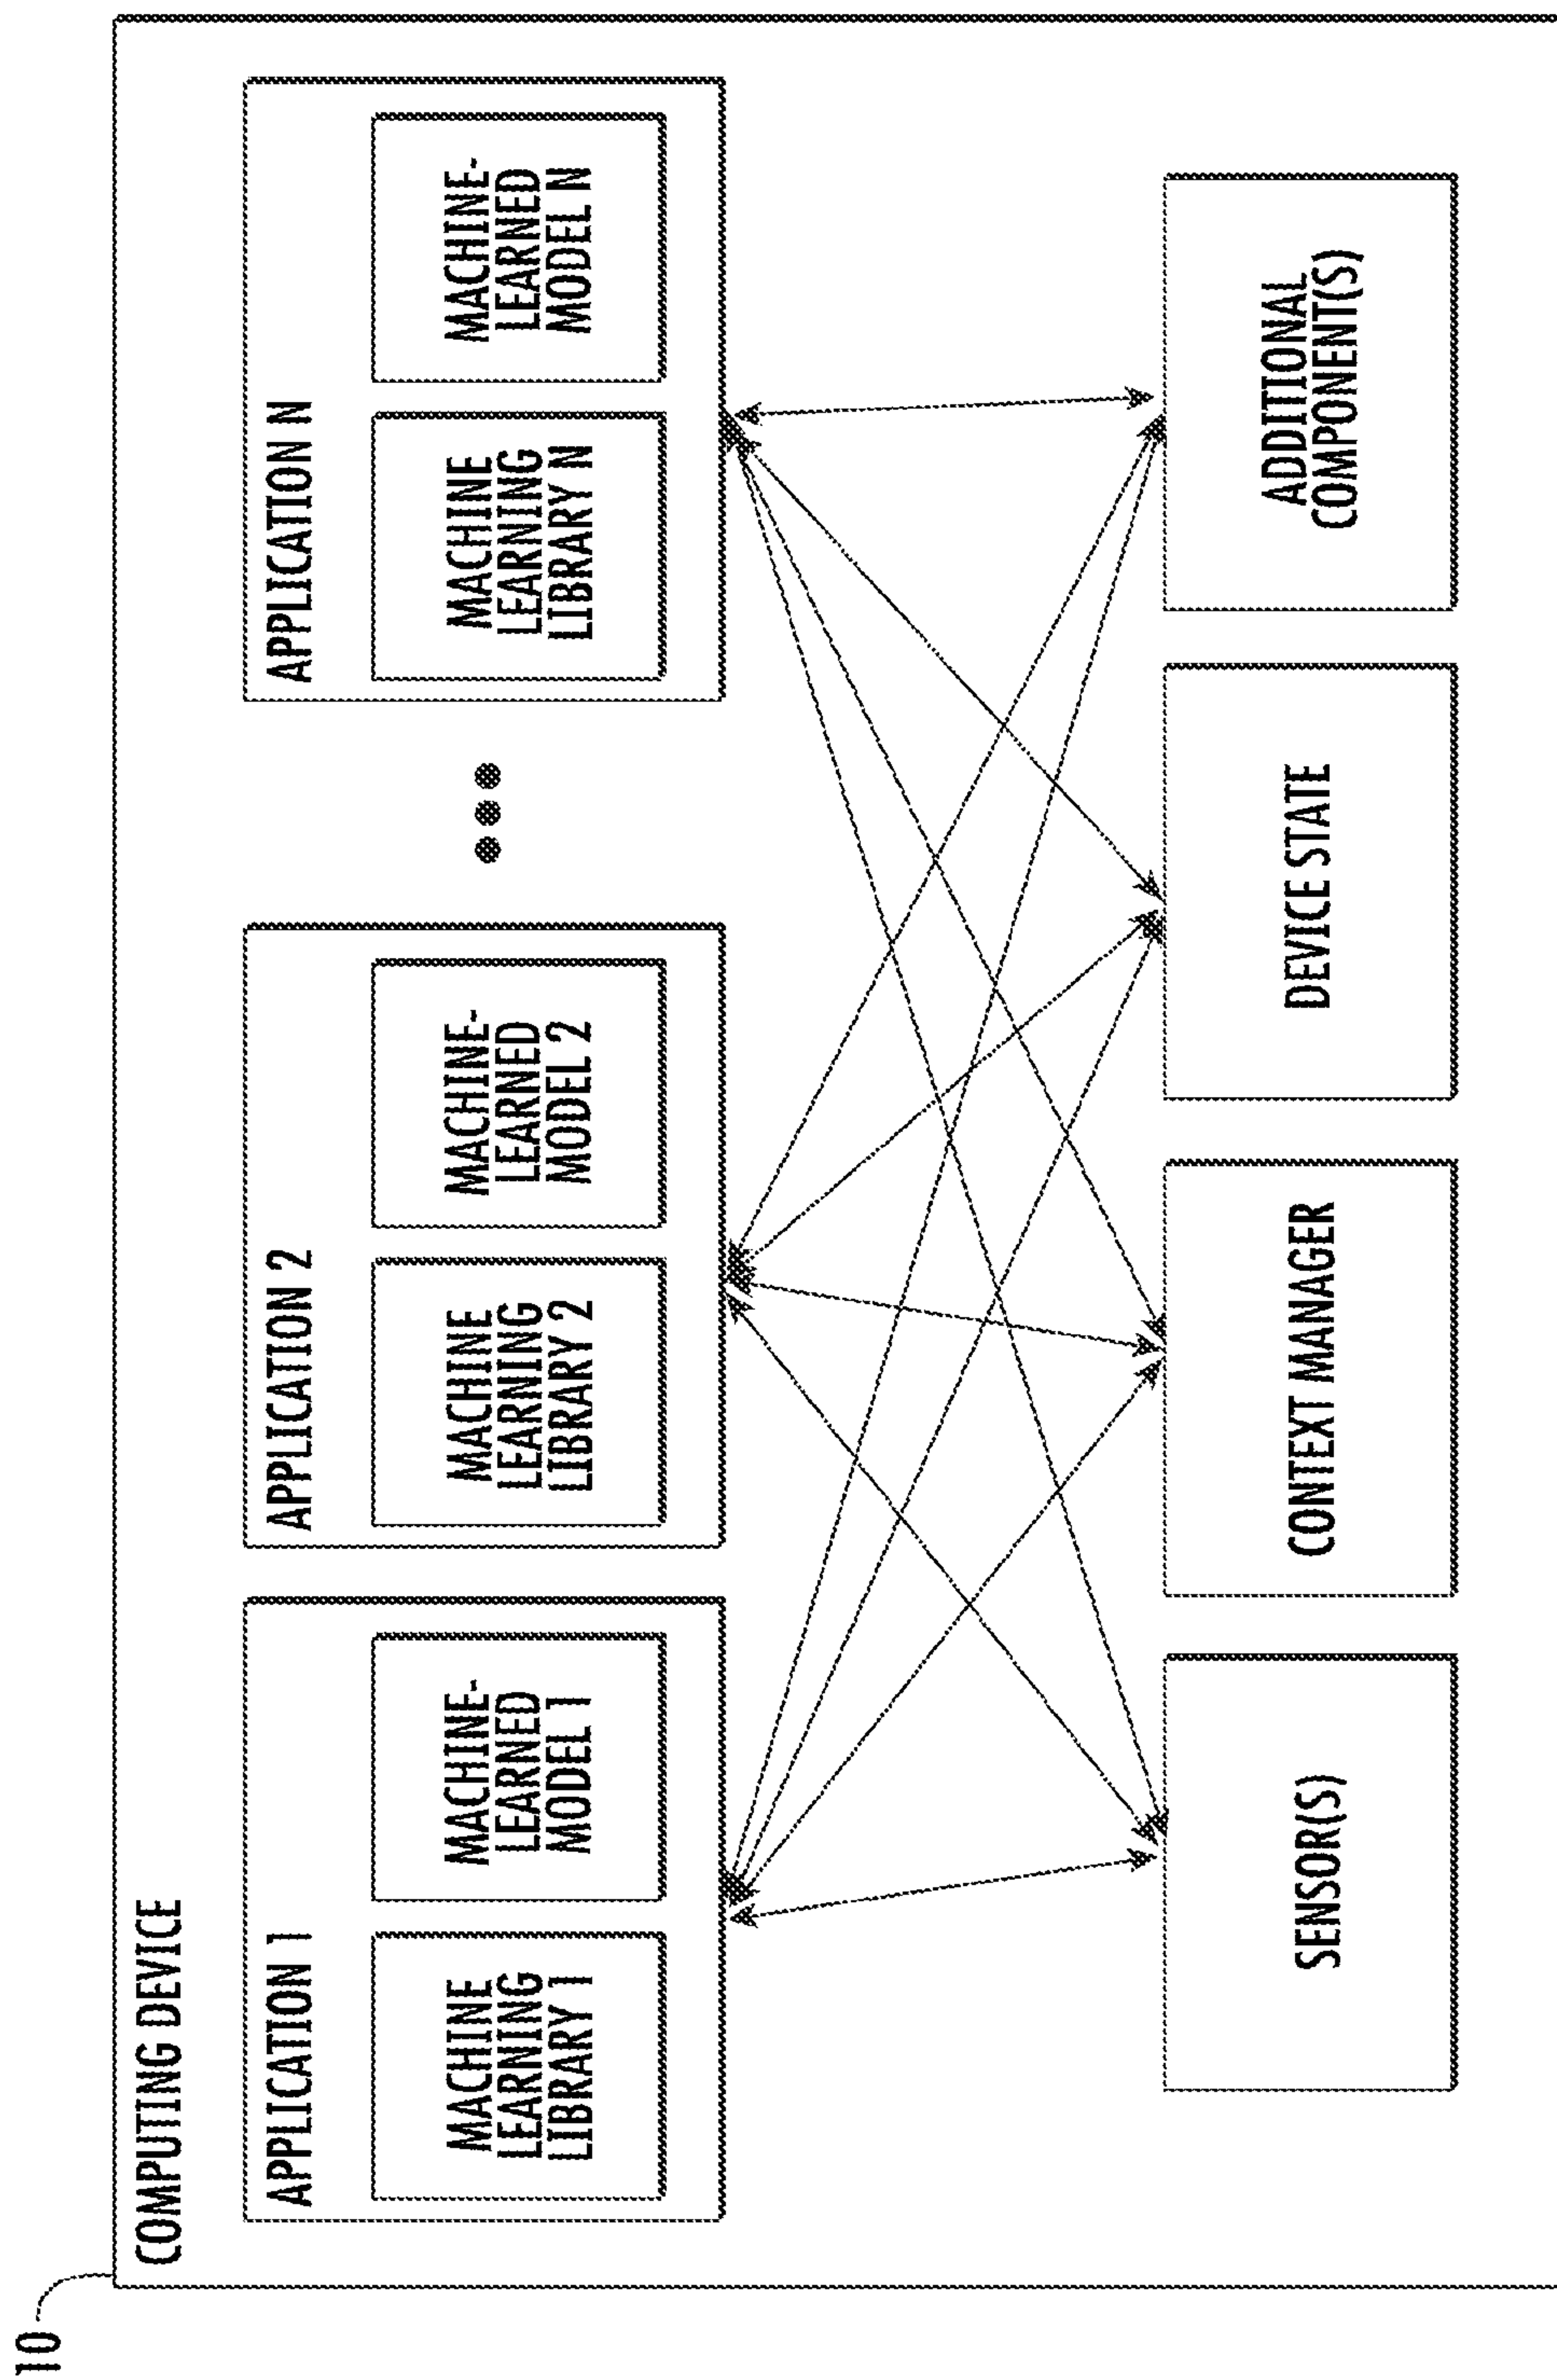 10
COMPUTING DEVICE
APPLICATION 1
MACHINE
LEARNING
LIBRARY 1
MACHINE-
LEARNED
MODEL 1
APPLICATION 2
MACHINE
LEARNING
LIBRARY 2
MACHINE-
LEARNED
MODEL 2
APPLICATION N
MACHINE
LEARNING
LIBRARY N
MACHINE-
LEARNED
MODEL N
SENSOR(S)
CONTEXT MANAGER
DEVICE STATE
ADDITIONAL
COMPONENT(S)